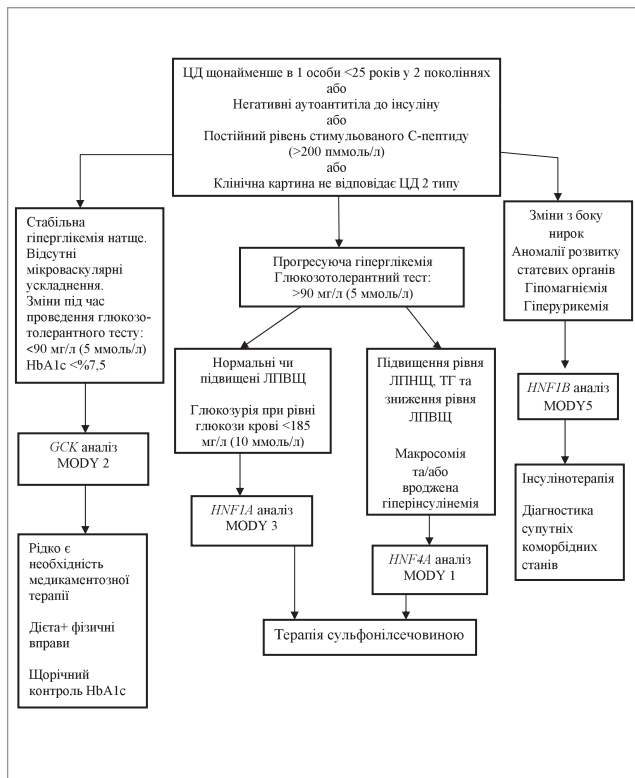 ЦД щонайменше в 1 особи <25 років у 2 поколіннях
або
Негативні аутоантитіла до інсуліну
або
Постійний рівень стимульованого С-пептиду
(>200 пммоль/л)
або
Клінічна картина не відповідає ЦД 2 типу
Стабільна
гіперглікемія натще.
Відсутні
мікроваскулярні
ускладнення.
Зміни під час
проведення глюкозо-
толерантного тесту:
<90 мг/л (5 ммоль/л)
HbA1c <%7,5
GCK аналіз
MODY 2
Рідко є
необхідність
медикаментозної
терапії
Дієта+ фізичні
вправи
Щорічний
контроль HbA1c
Прогресуюча гіперглікемія
Глюкозотолерантний тест:
>90 мг/л (5 ммоль/л)
Нормальні чи
підвищені ЛПВЩ
Глюкозурія при рівні
глюкози крові <185
мг/л (10 ммоль/л)
HNF1A аналіз
MODY 3
Підвищення рівня
ЛПНЩ, ТГ та
зниження рівня
ЛПВЩ
Макросомія
та/або
вроджена
гіперінсулінемія
HNF4A аналіз
MODY 1
Терапія сульфонілсечовиною
Зміни з боку
нирок
Аномалії розвитку
статевих органів
Гіпомагніємія
Гіперурикемія
HNF1B аналіз
MODY5
Інсулінотерапія
Діагностика
супутніх
коморбідних
станів